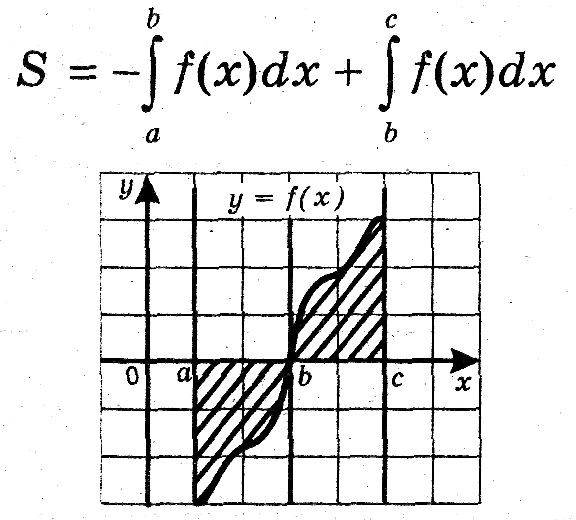 S = -∫_a^b f(x)dx + ∫_b^c f(x)dx
y
y = f(x)
0 a b c x